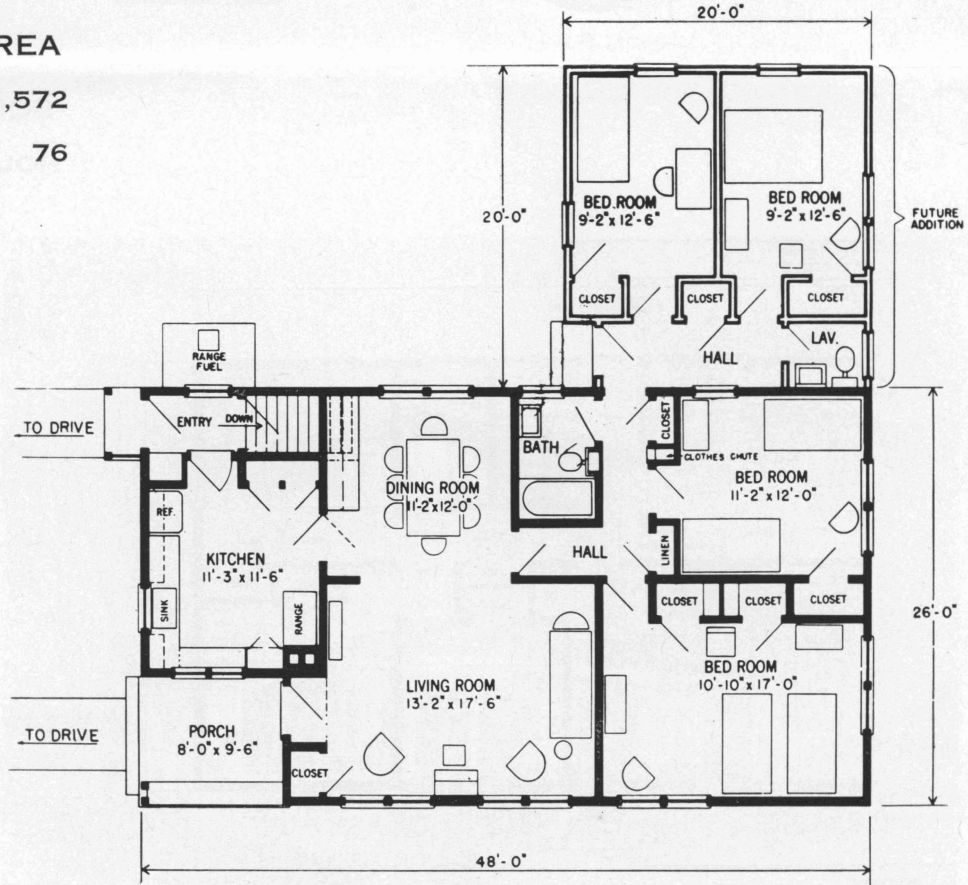 REA
,572
76
20'-0"
20'-0"
BED.ROOM
9'-2"x 12'-6"
BED ROOM
9'-2"x 12'-6"
FUTURE
ADDITION
CLOSET
CLOSET
CLOSET
LAV.
HALL
RANGE
FUEL
TO DRIVE
ENTRY
DOWN
BATH
CLOSET
CLOTHES CHUTE
DINING ROOM
11'-2"x12'-0"
BED ROOM
11'-2"x 12'-0"
REF.
KITCHEN
11'-3"x 11'-6"
HALL
LINEN
SINK
RANGE
CLOSET
CLOSET
CLOSET
26'-0"
LIVING ROOM
13'-2"x 17'-6"
BED ROOM
10'-10"x 17'-0"
TO DRIVE
PORCH
8'-0"x 9'-6"
CLOSET
48'-0"